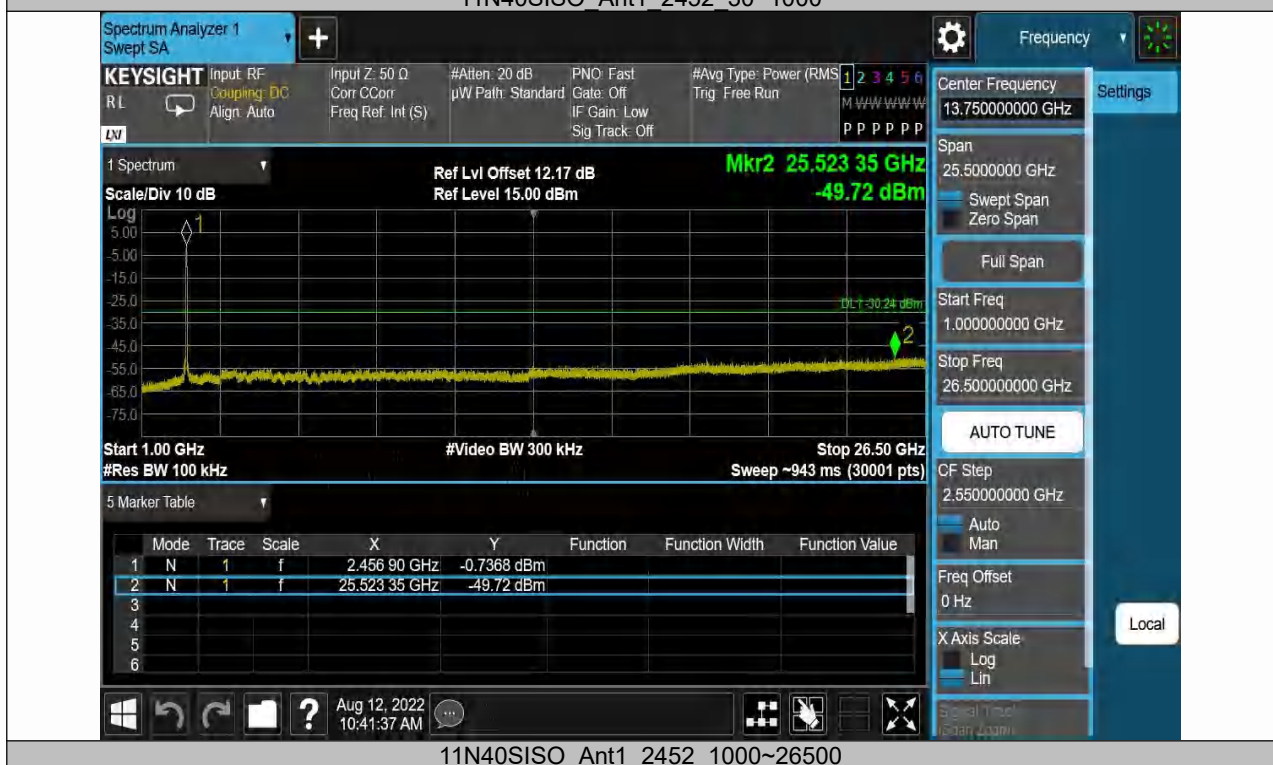 11N40SISO_Ant1_2452_30~1000
Spectrum Analyzer 1
Swept SA
+
Frequency
KEYSIGHT
RL
LXI
Input: RF
Coupling: DC
Align: Auto
Input Z: 50 Ω
Corr CCorr
Freq Ref: Int (S)
#Atten: 20 dB
µW Path: Standard
PNO: Fast
Gate: Off
IF Gain: Low
Sig Track: Off
#Avg Type: Power (RMS
Trig: Free Run
1 2 3 4 5 6
M W W W W W
P P P P P P
1 Spectrum
Scale/Div 10 dB
Ref Lvl Offset 12.17 dB
Ref Level 15.00 dBm
Mkr2 25.523 35 GHz
-49.72 dBm
Log
1
5.00
-5.00
-15.0
-25.0
DL1 -30.24 dBm
-35.0
2
-45.0
-55.0
-65.0
-75.0
Start 1.00 GHz
#Video BW 300 kHz
Stop 26.50 GHz
#Res BW 100 kHz
Sweep ~943 ms (30001 pts)
5 Marker Table
Mode Trace Scale X Y Function Function Width Function Value
1 N 1 f 2.456 90 GHz -0.7368 dBm
2 N 1 f 25.523 35 GHz -49.72 dBm
3
4
5
6
Aug 12, 2022
10:41:37 AM
?
Center Frequency
13.750000000 GHz
Settings
Span
25.5000000 GHz
Swept Span
Zero Span
Full Span
Start Freq
1.000000000 GHz
Stop Freq
26.500000000 GHz
AUTO TUNE
CF Step
2.550000000 GHz
Auto
Man
Freq Offset
0 Hz
Local
X Axis Scale
Log
Lin
Signal Track
(Span Zoom)
11N40SISO_Ant1_2452_1000~26500